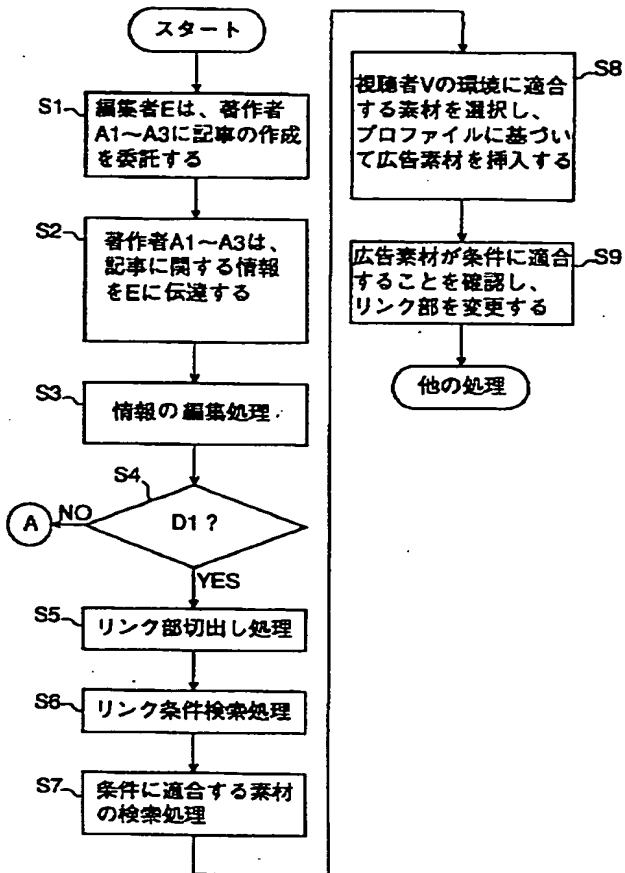 スタート
S1
編集者Eは、著作者
A1～A3に記事の作成
を委託する
S2
著作者A1～A3は、
記事に関する情報
をEに伝達する
S3
情報の編集処理
S4
D1？
NO
A
YES
S5
リンク部切出し処理
S6
リンク条件検索処理
S7
条件に適合する素材
の検索処理
S8
視聴者Vの環境に適合
する素材を選択し、
プロファイルに基づい
て広告素材を挿入する
S9
広告素材が条件に適合
することを確認し、
リンク部を変更する
他の処理